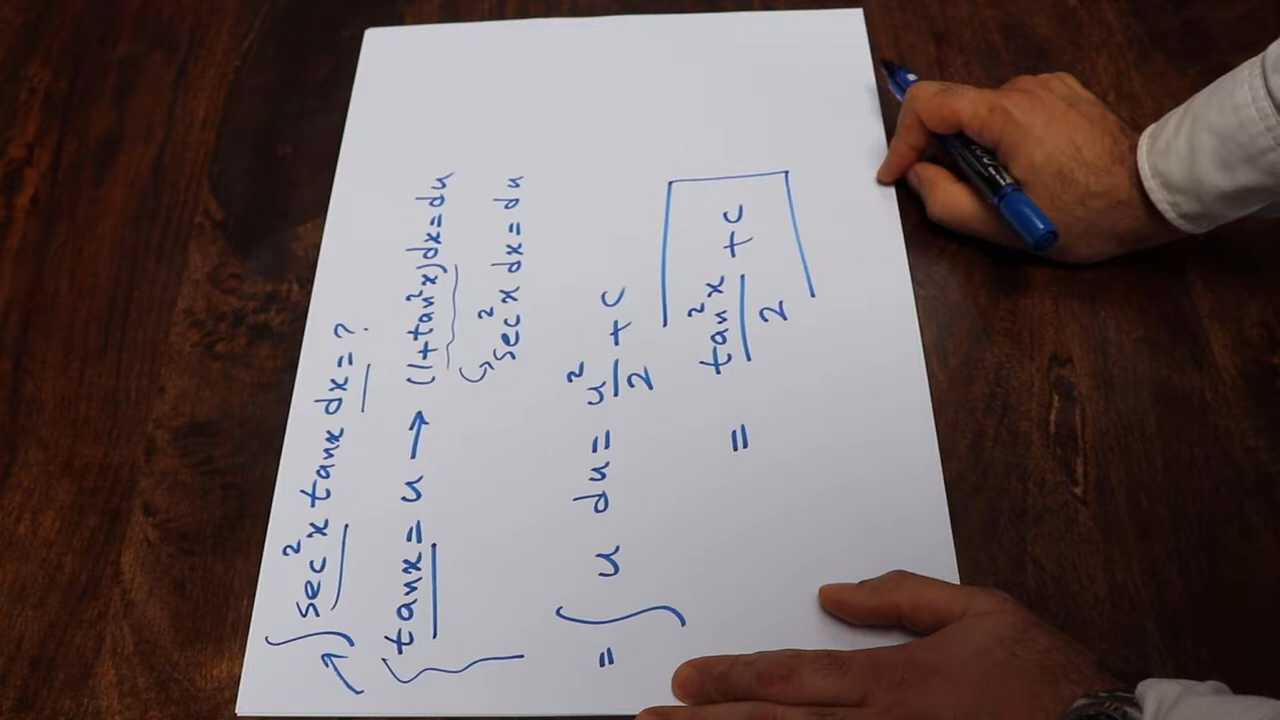 ∫ sec²x tanx dx = ?
tanx = u → (1+tan²x)dx = du
↪ sec²x dx = du
= ∫ u du = u²/2 + c
= tan²x/2 + c